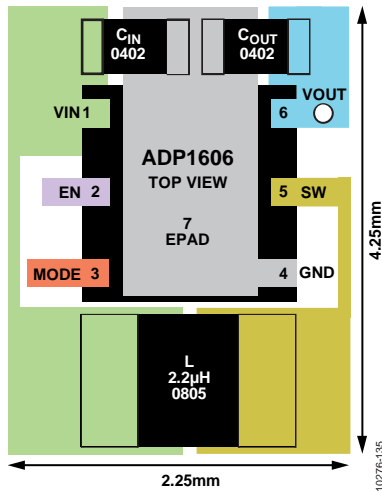 CIN
0402
COUT
0402
VIN 1
6
VOUT
ADP1606
TOP VIEW
EN 2
5 SW
7
EPAD
MODE 3
4 GND
L
2.2µH
0805
4.25mm
2.25mm
10276-135